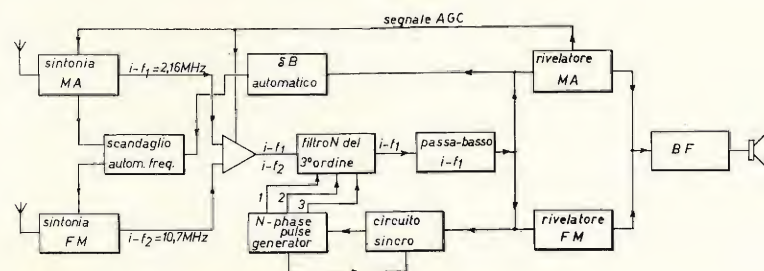 segnale AGC
sintonia
MA
i-f₁=2,16MHz
δB
automatico
rivelatore
MA
scandaglio
autom. freq.
i-f₁
i-f₂
filtro N del
3º ordine
i-f₁
passa-basso
i-f₁
BF
1
2
3
sintonia
FM
i-f₂=10,7MHz
N-phase
pulse
generator
circuito
sincro
rivelatore
FM